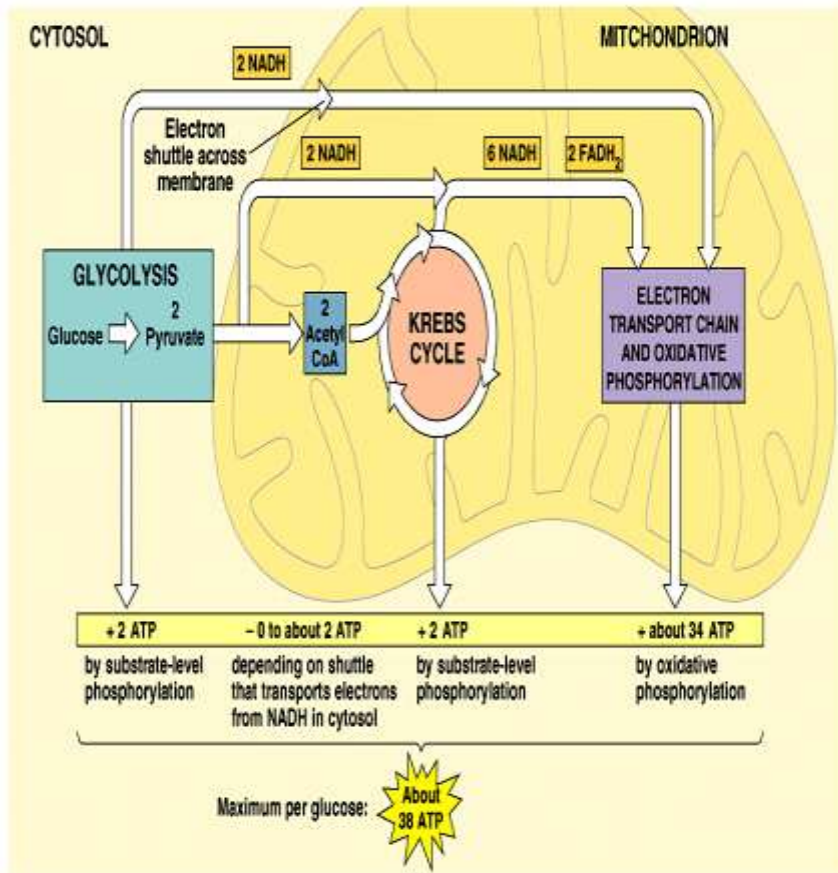 CYTOSOL
MITCHONDRION
2 NADH
Electron
shuttle across
membrane
2 NADH
6 NADH
2 FADH₂
GLYCOLYSIS
2
Glucose Pyruvate
2
Acetyl
CoA
KREBS
CYCLE
ELECTRON
TRANSPORT CHAIN
AND OXIDATIVE
PHOSPHORYLATION
+ 2 ATP
by substrate-level
phosphorylation
– 0 to about 2 ATP
depending on shuttle
that transports electrons
from NADH in cytosol
+ 2 ATP
by substrate-level
phosphorylation
+ about 34 ATP
by oxidative
phosphorylation
Maximum per glucose:
About
38 ATP